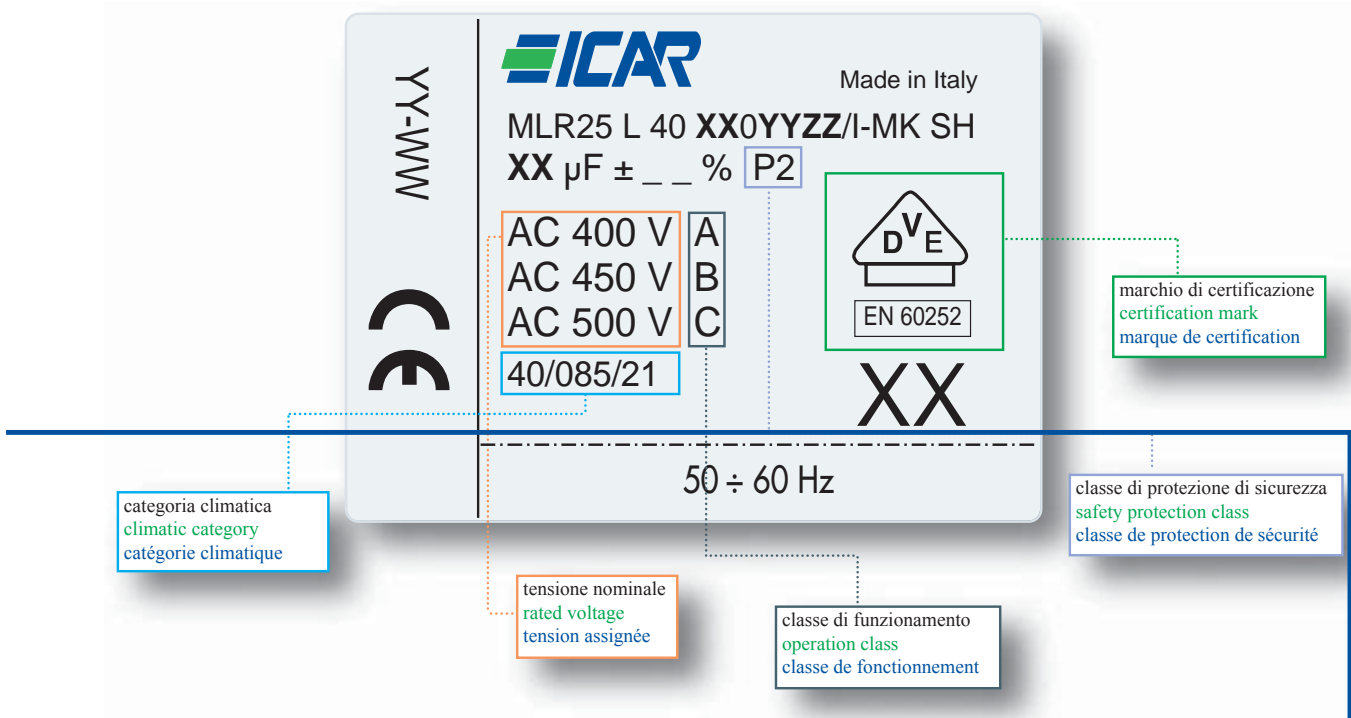 YY-WW
CE
ICAR
Made in Italy
MLR25 L 40 XX0YYZZ/I-MK SH
XX µF ± _ _ % P2
AC 400 V A
AC 450 V B
AC 500 V C
40/085/21
DVE
EN 60252
XX
50 ÷ 60 Hz
marchio di certificazione
certification mark
marque de certification
classe di protezione di sicurezza
safety protection class
classe de protection de sécurité
categoria climatica
climatic category
catégorie climatique
tensione nominale
rated voltage
tension assignée
classe di funzionamento
operation class
classe de fonctionnement